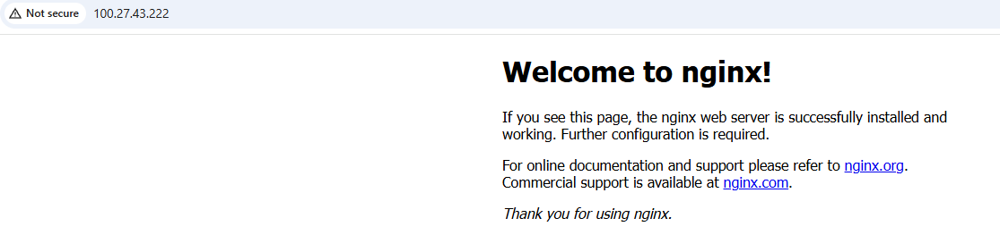 Not secure 100.27.43.222
Welcome to nginx!
If you see this page, the nginx web server is successfully installed and
working. Further configuration is required.
For online documentation and support please refer to nginx.org.
Commercial support is available at nginx.com.
Thank you for using nginx.